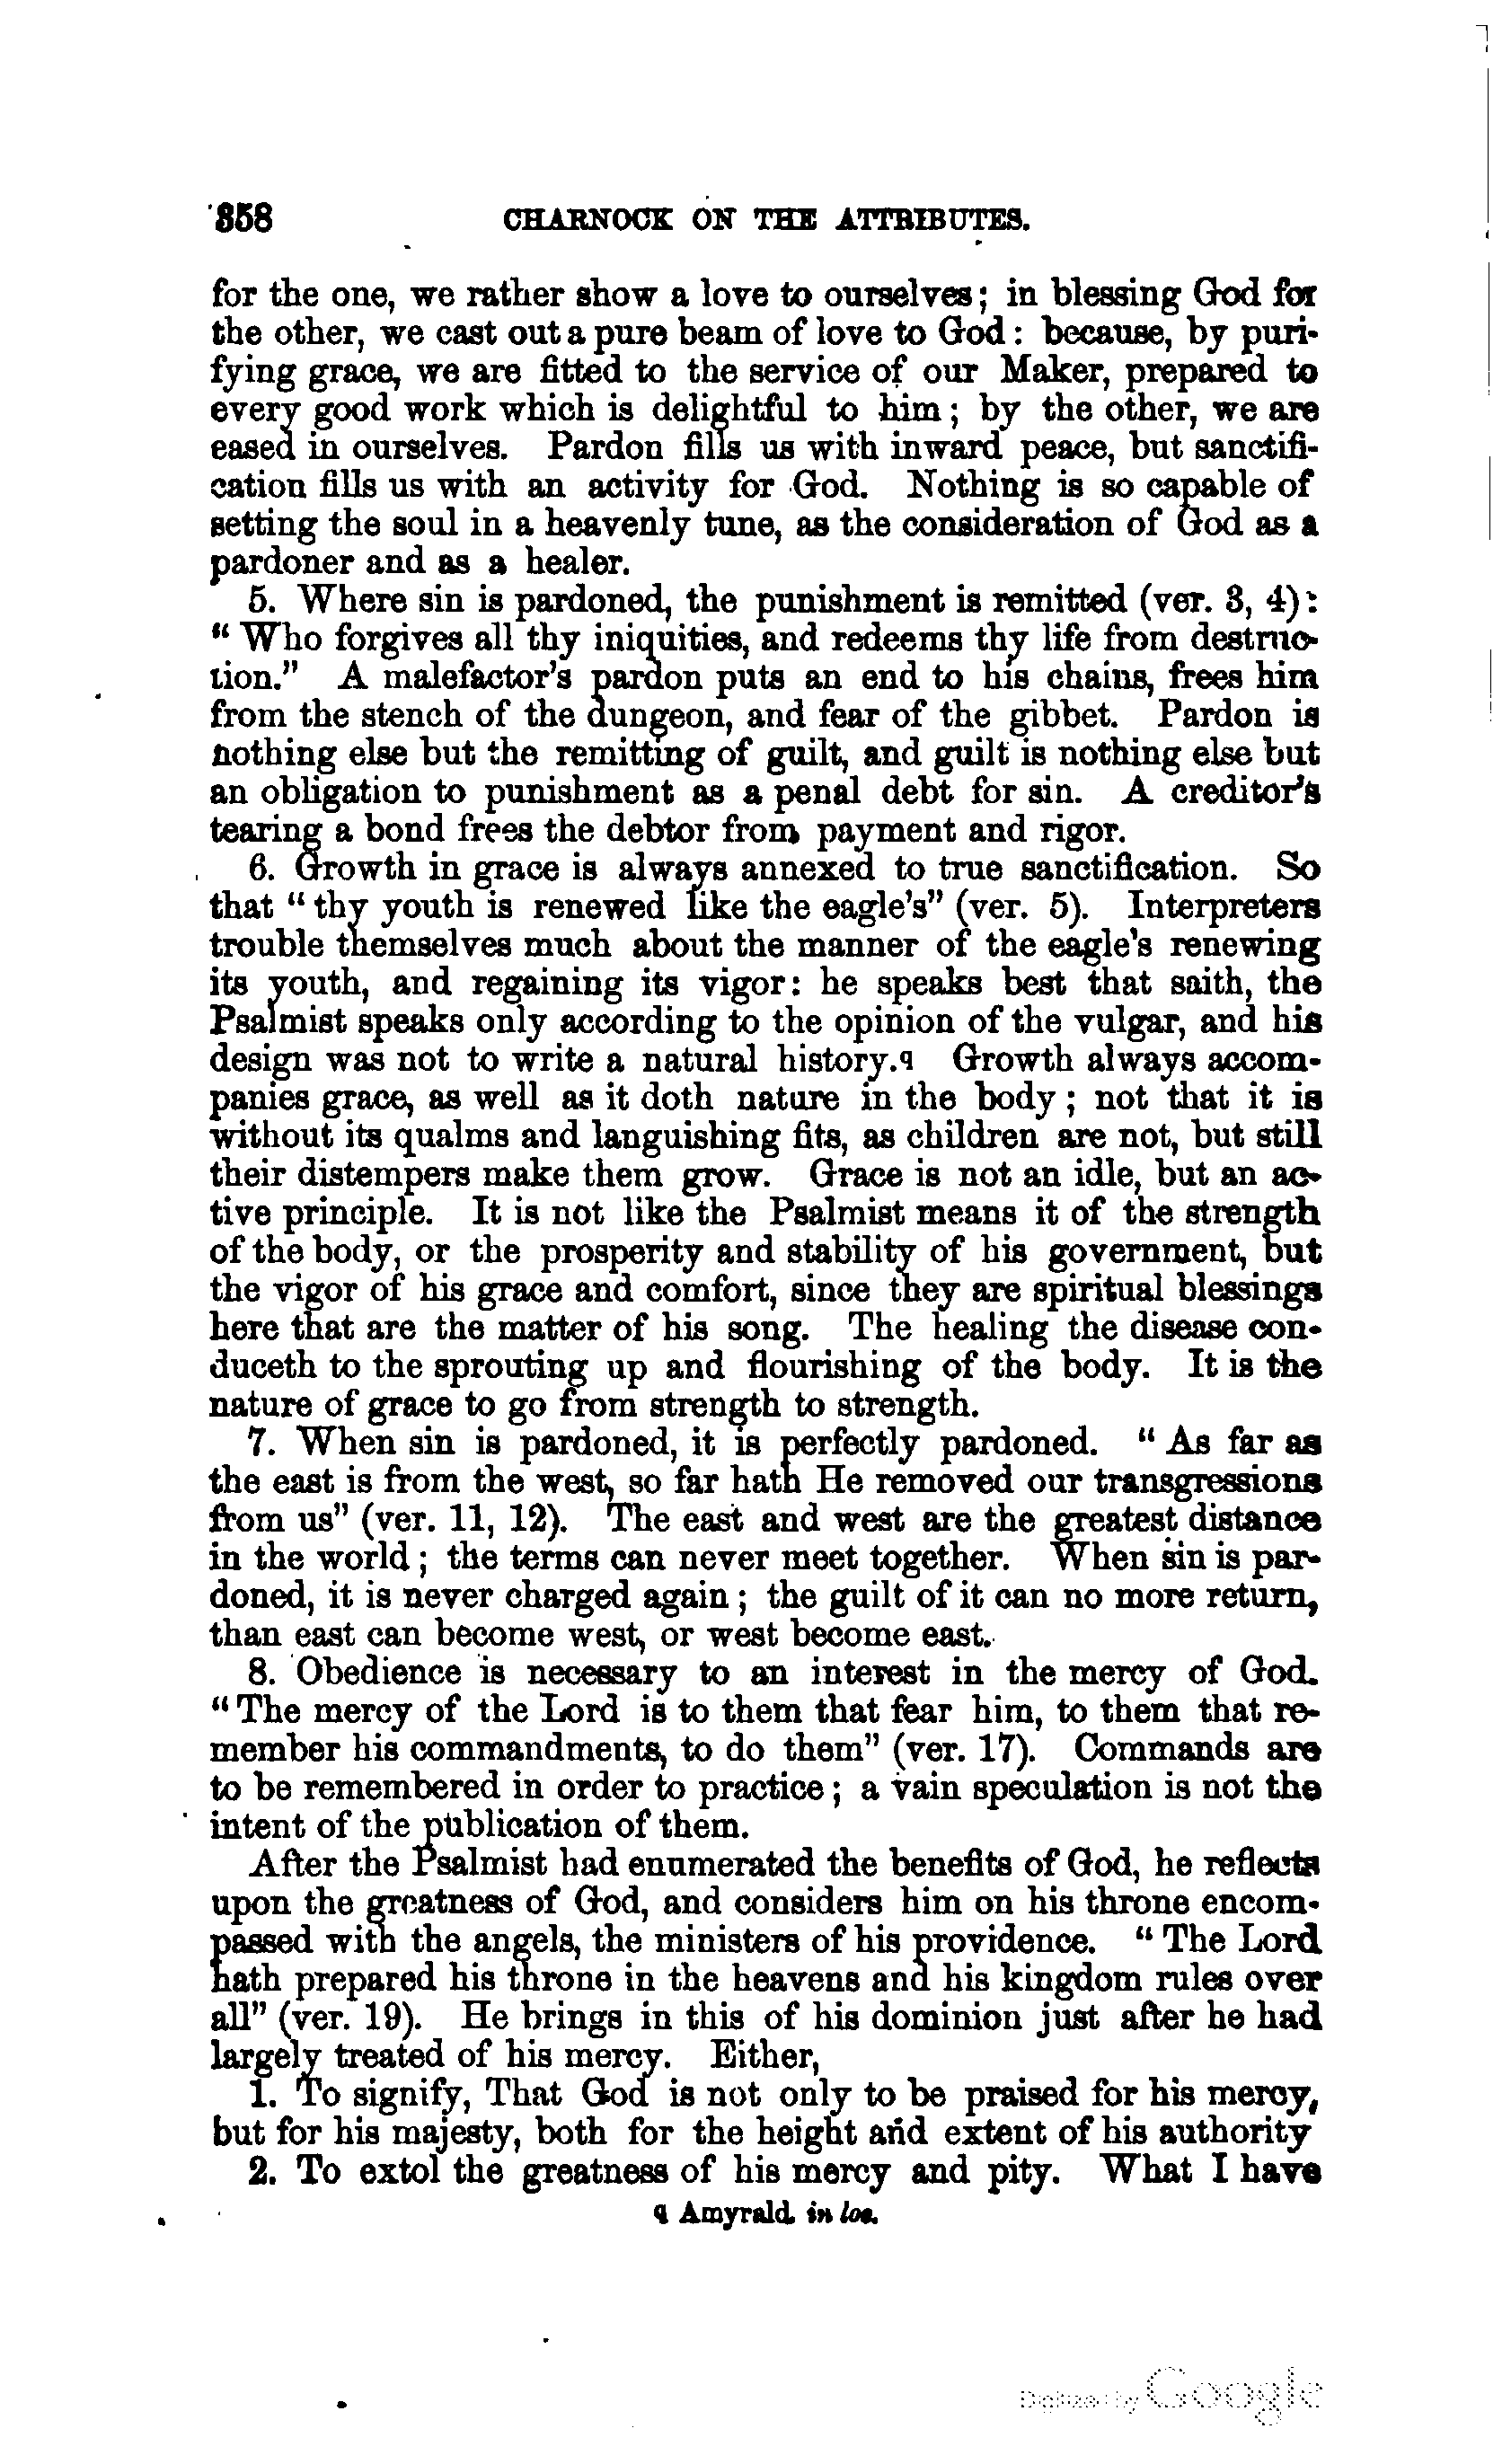 358 CHARNOCK ON THE ATTRIBUTES.
for the one, we rather show a love to ourselves; in blessing God for
the other, we cast out a pure beam of love to God: because, by puri-
fying grace, we are fitted to the service of our Maker, prepared to
every good work which is delightful to him; by the other, we are
eased in ourselves. Pardon fills us with inward peace, but sanctifi-
cation fills us with an activity for God. Nothing is so capable of
setting the soul in a heavenly tune, as the consideration of God as a
pardoner and as a healer.
5. Where sin is pardoned, the punishment is remitted (ver. 3, 4):
"Who forgives all thy iniquities, and redeems thy life from destruc-
tion." A malefactor's pardon puts an end to his chains, frees him
from the stench of the dungeon, and fear of the gibbet. Pardon is
nothing else but the remitting of guilt, and guilt is nothing else but
an obligation to punishment as a penal debt for sin. A creditor's
tearing a bond frees the debtor from payment and rigor.
6. Growth in grace is always annexed to true sanctification. So
that "thy youth is renewed like the eagle's" (ver. 5). Interpreters
trouble themselves much about the manner of the eagle's renewing
its youth, and regaining its vigor: he speaks best that saith, the
Psalmist speaks only according to the opinion of the vulgar, and his
design was not to write a natural history.q Growth always accom-
panies grace, as well as it doth nature in the body; not that it is
without its qualms and languishing fits, as children are not, but still
their distempers make them grow. Grace is not an idle, but an ac-
tive principle. It is not like the Psalmist means it of the strength
of the body, or the prosperity and stability of his government, but
the vigor of his grace and comfort, since they are spiritual blessings
here that are the matter of his song. The healing the disease con-
duceth to the sprouting up and flourishing of the body. It is the
nature of grace to go from strength to strength.
7. When sin is pardoned, it is perfectly pardoned. "As far as
the east is from the west, so far hath He removed our transgressions
from us" (ver. 11, 12). The east and west are the greatest distance
in the world; the terms can never meet together. When sin is par-
doned, it is never charged again; the guilt of it can no more return,
than east can become west, or west become east.
8. Obedience is necessary to an interest in the mercy of God.
"The mercy of the Lord is to them that fear him, to them that re-
member his commandments, to do them" (ver. 17). Commands are
to be remembered in order to practice; a vain speculation is not the
intent of the publication of them.
After the Psalmist had enumerated the benefits of God, he reflects
upon the greatness of God, and considers him on his throne encom-
passed with the angels, the ministers of his providence. "The Lord
hath prepared his throne in the heavens and his kingdom rules over
all" (ver. 19). He brings in this of his dominion just after he had
largely treated of his mercy. Either,
1. To signify, That God is not only to be praised for his mercy,
but for his majesty, both for the height and extent of his authority
2. To extol the greatness of his mercy and pity. What I have
q Amyrald. in loc.
Digitized by Google